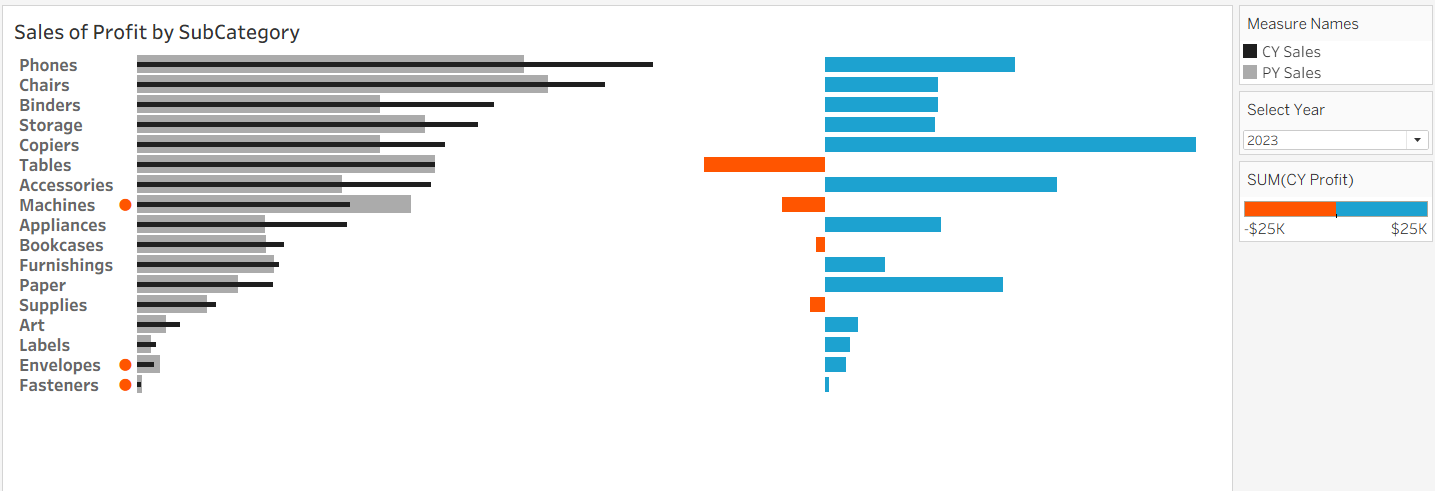 Sales of Profit by SubCategory
Phones
Chairs
Binders
Storage
Copiers
Tables
Accessories
Machines
Appliances
Bookcases
Furnishings
Paper
Supplies
Art
Labels
Envelopes
Fasteners
Measure Names
CY Sales
PY Sales
Select Year
2023
SUM(CY Profit)
-$25K $25K